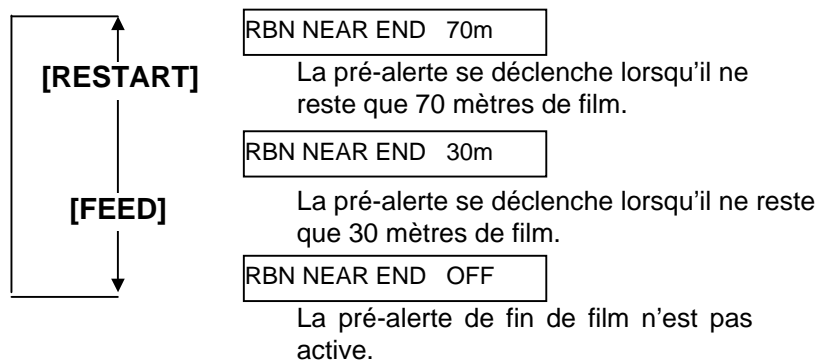 RBN NEAR END 70m
[RESTART]
La pré-alerte se déclenche lorsqu'il ne
reste que 70 mètres de film.
RBN NEAR END 30m
[FEED]
La pré-alerte se déclenche lorsqu'il ne reste
que 30 mètres de film.
RBN NEAR END OFF
La pré-alerte de fin de film n'est pas
active.